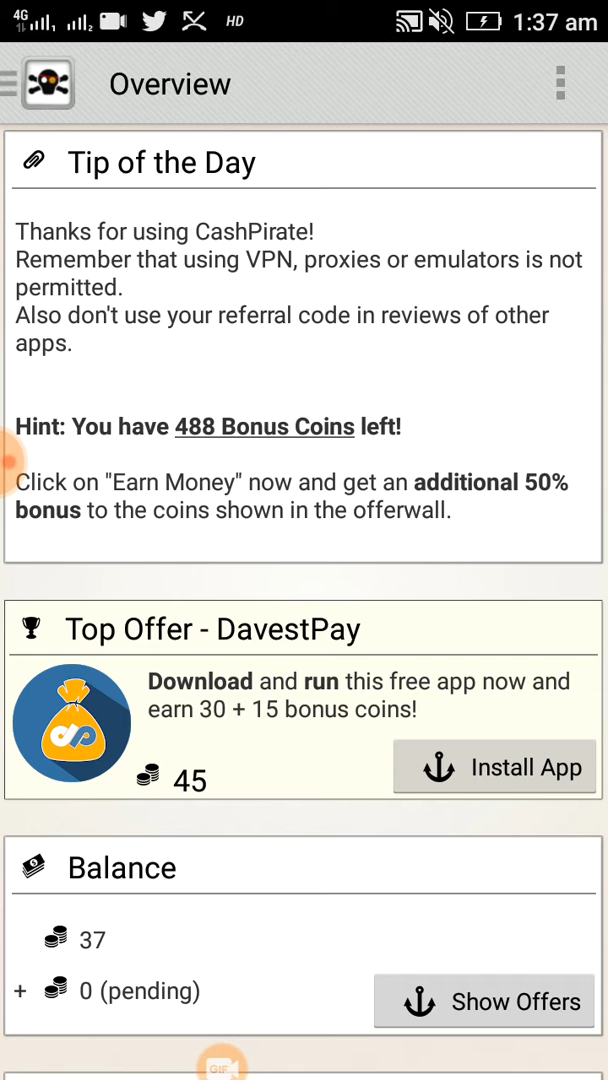 4G 1 2 HD 1:37 am
Overview
Tip of the Day
Thanks for using CashPirate!
Remember that using VPN, proxies or emulators is not
permitted.
Also don't use your referral code in reviews of other
apps.
Hint: You have 488 Bonus Coins left!
Click on "Earn Money" now and get an additional 50%
bonus to the coins shown in the offerwall.
Top Offer - DavestPay
Download and run this free app now and
earn 30 + 15 bonus coins!
45
Install App
Balance
37
+ 0 (pending)
Show Offers
GIF